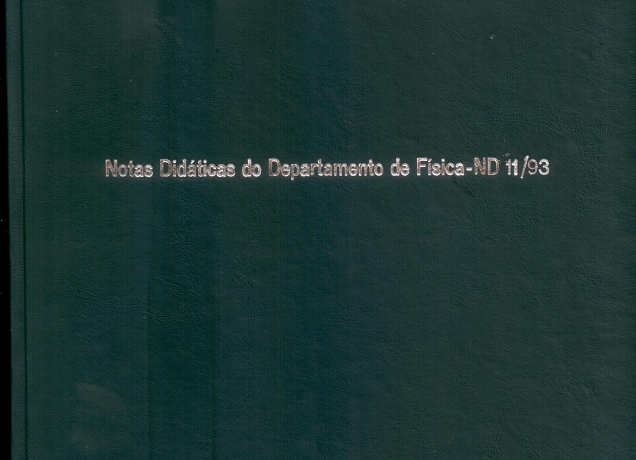 Notas Didáticas do Departamento de Física-ND 11/93